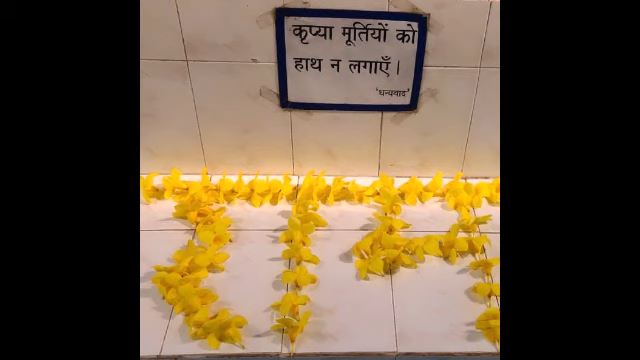 कृप्या मूर्तियों को
हाथ न लगाएँ।
'धन्यवाद'
राम